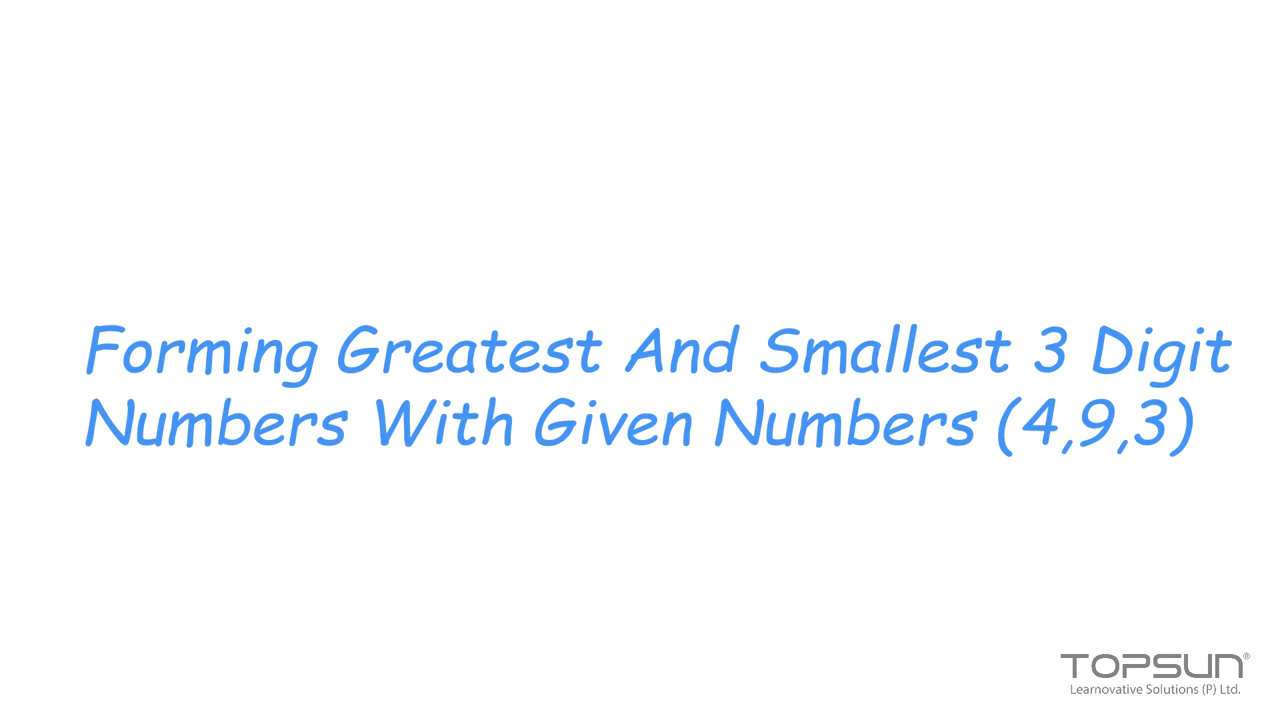 Forming Greatest And Smallest 3 Digit
Numbers With Given Numbers (4,9,3)
TOPSUN®
Learnovative Solutions (P) Ltd.